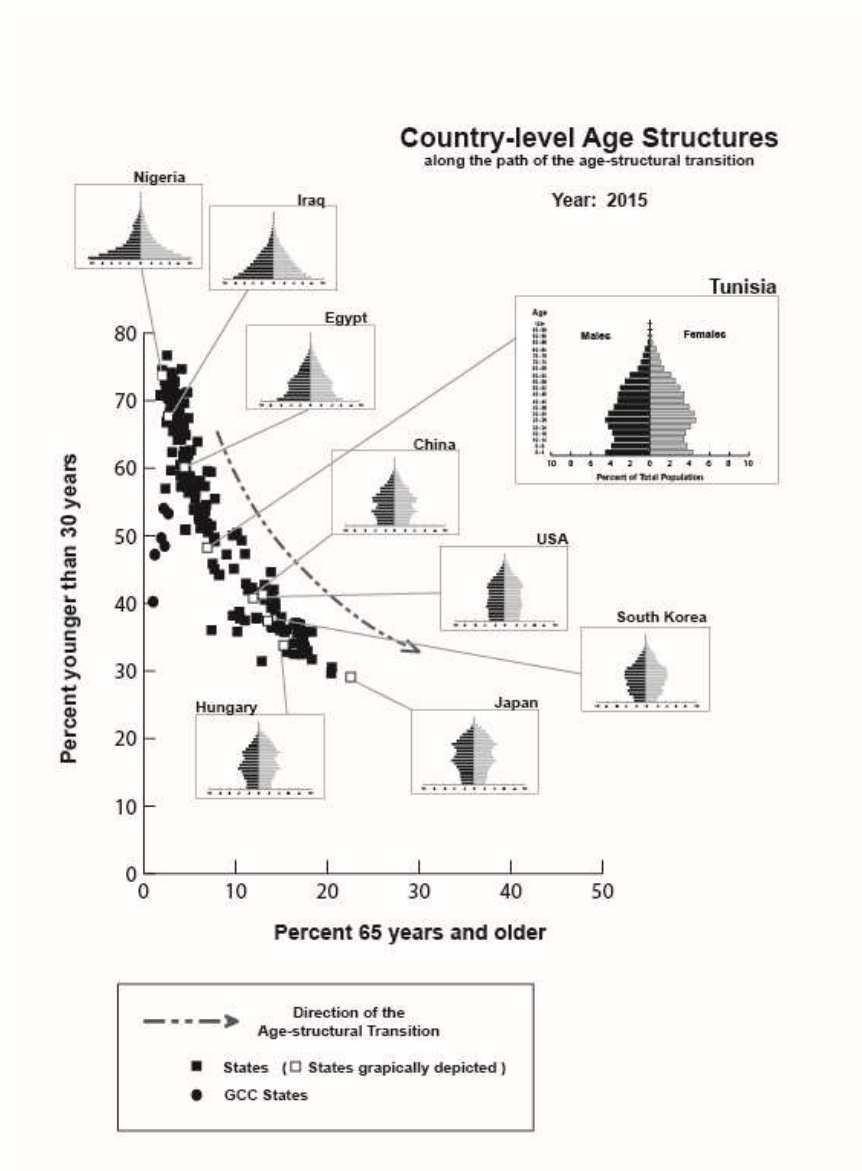 Country-level Age Structures
along the path of the age-structural transition
Year: 2015
Nigeria
Iraq
Egypt
Tunisia
Age
Males
Females
10 8 6 4 2 0 2 4 6 8 10
Percent of Total Population
China
USA
South Korea
Hungary
Japan
Percent younger than 30 years
80
70
60
50
40
30
20
10
0
0 10 20 30 40 50
Percent 65 years and older
Direction of the
Age-structural Transition
States ( States grapically depicted )
GCC States